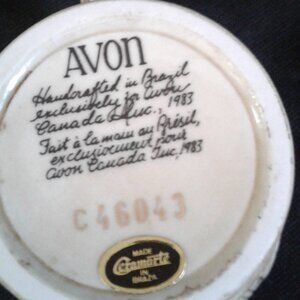 AVON
Handcrafted in Brazil
exclusively for Avon
Canada Inc., 1983
Fait à la main au Brésil,
exclusivement pour
Avon Canada Inc, 1983
C46043
MADE
Ceramarte
IN
BRAZIL